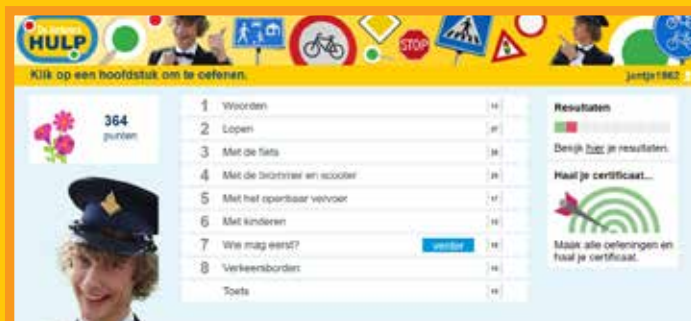 HULP
STOP
Klik op een hoofdstuk om te oefenen.
jantje1982
364
punten
1 Woorden
2 Lopen
3 Met de fiets
4 Met de brommer en scooter
5 Met het openbaar vervoer
6 Met kinderen
7 Wie mag eerst?
verder
8 Verkeersborden
Toets
Resultaten
Bekijk hier je resultaten.
Haal je certificaat...
Maak alle oefeningen en
haal je certificaat.